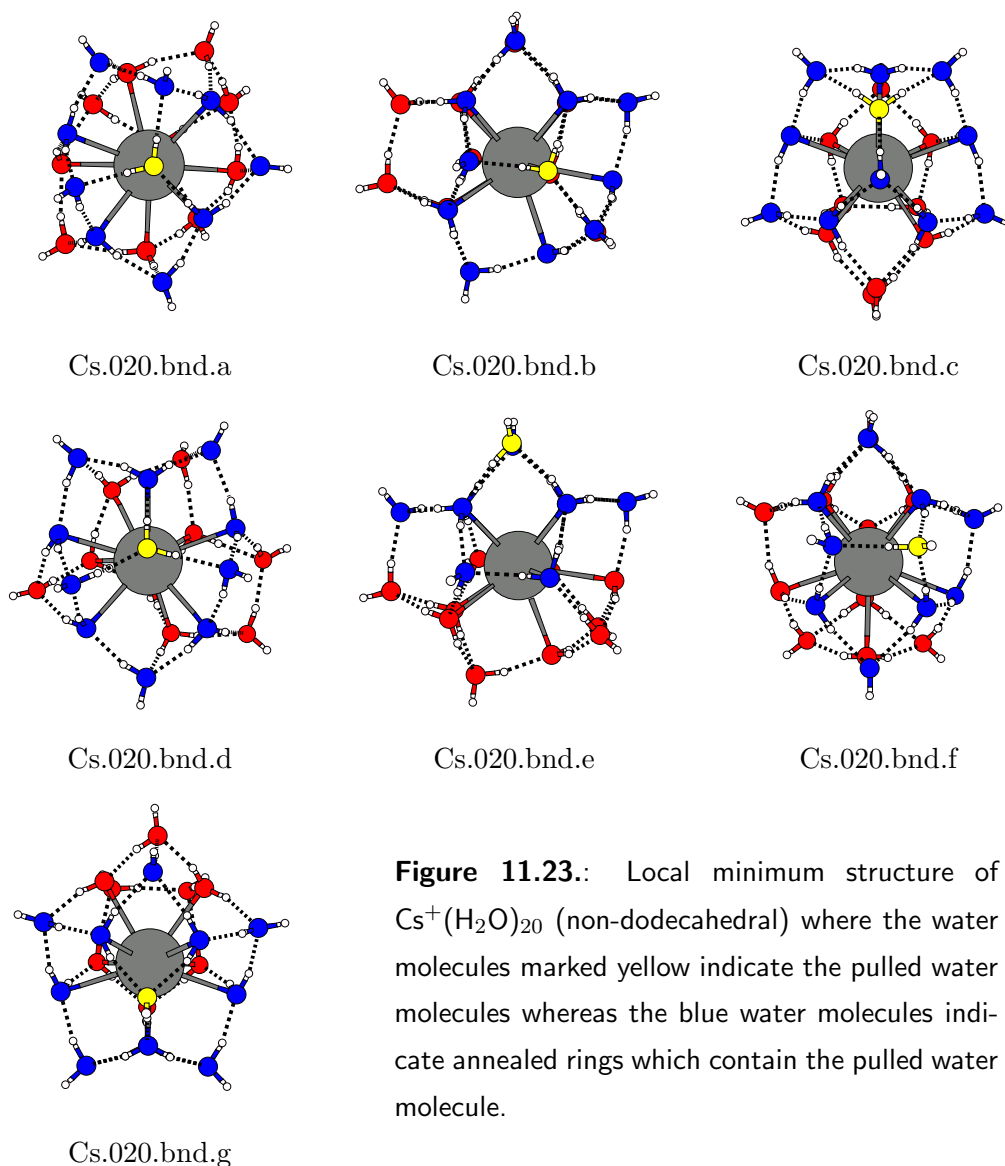 Cs.020.bnd.a
Cs.020.bnd.b
Cs.020.bnd.c
Cs.020.bnd.d
Cs.020.bnd.e
Cs.020.bnd.f
Figure 11.23.: Local minimum structure of
Cs⁺(H₂O)₂₀ (non-dodecahedral) where the water
molecules marked yellow indicate the pulled water
molecules whereas the blue water molecules indi-
cate annealed rings which contain the pulled water
molecule.
Cs.020.bnd.g